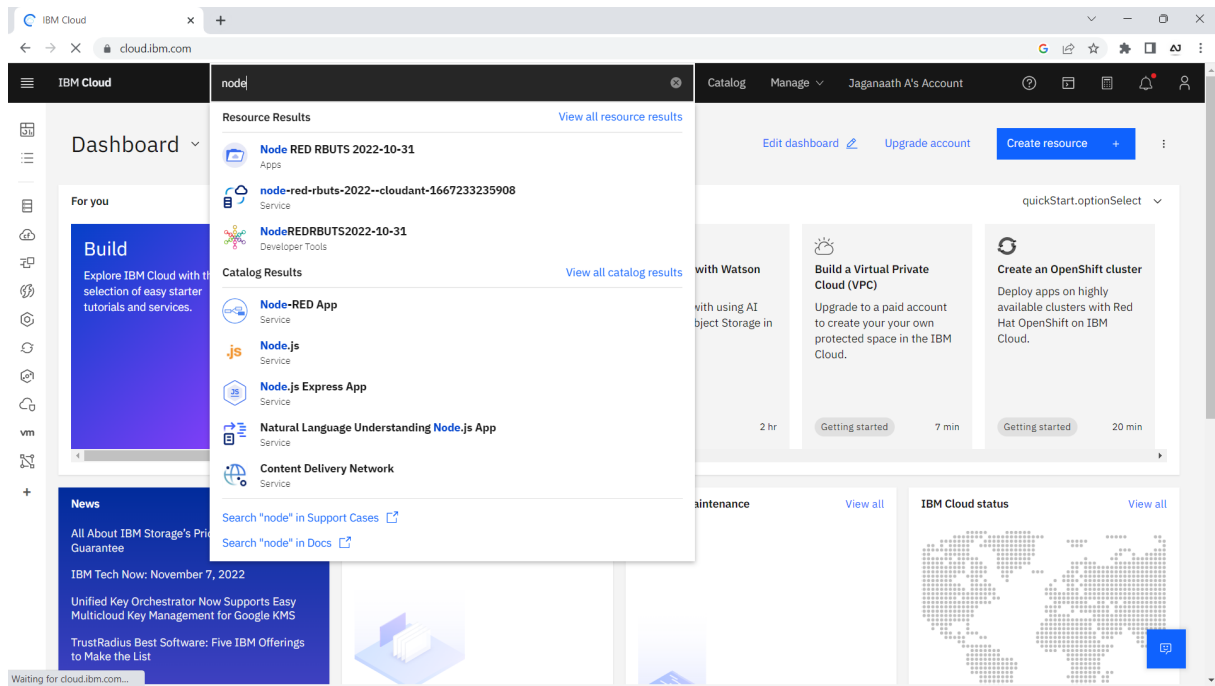 IBM Cloud
cloud.ibm.com
IBM Cloud
node
Catalog
Manage
Jaganaath A's Account
Dashboard
Edit dashboard
Upgrade account
Create resource +
Resource Results
View all resource results
Node RED RBUTS 2022-10-31
Apps
node-red-rbuts-2022--cloudant-1667233235908
Service
NodeREDRBUTS2022-10-31
Developer Tools
Catalog Results
View all catalog results
Node-RED App
Service
Node.js
Service
Node.js Express App
Service
Natural Language Understanding Node.js App
Service
Content Delivery Network
Service
Search "node" in Support Cases
Search "node" in Docs
For you
quickStart.optionSelect
Build
Explore IBM Cloud with
selection of easy starter
tutorials and services.
with Watson
with using AI
Storage in
2 hr
Build a Virtual Private
Cloud (VPC)
Upgrade to a paid account
to create your your own
protected space in the IBM
Cloud.
Getting started
7 min
Create an OpenShift cluster
Deploy apps on highly
available clusters with Red
Hat OpenShift on IBM
Cloud.
Getting started
20 min
vm
News
All About IBM Storage's
Guarantee
IBM Tech Now: November 7, 2022
Unified Key Orchestrator Now Supports Easy
Multicloud Key Management for Google KMS
TrustRadius Best Software: Five IBM Offerings
to Make the List
View all
IBM Cloud status
View all
Waiting for cloud.ibm.com...